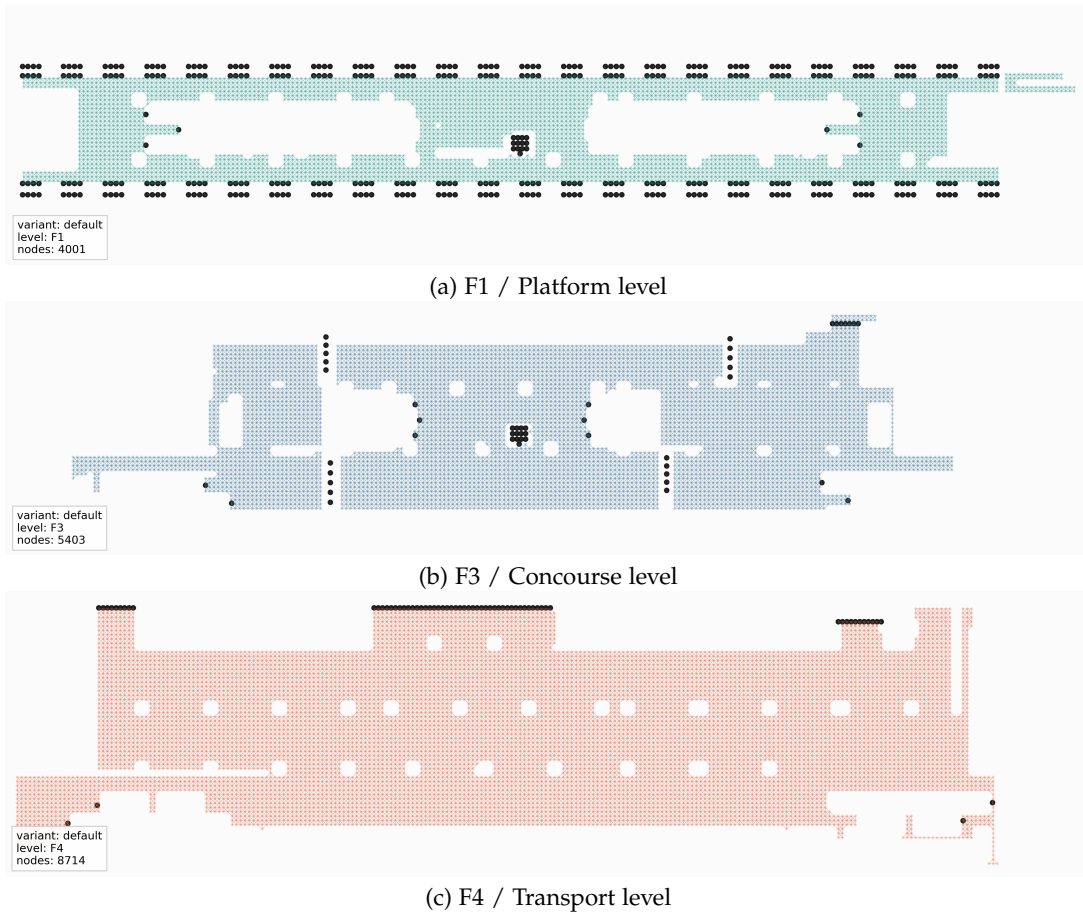 variant: default
level: F1
nodes: 4001
(a) F1 / Platform level
variant: default
level: F3
nodes: 5403
(b) F3 / Concourse level
variant: default
level: F4
nodes: 8714
(c) F4 / Transport level